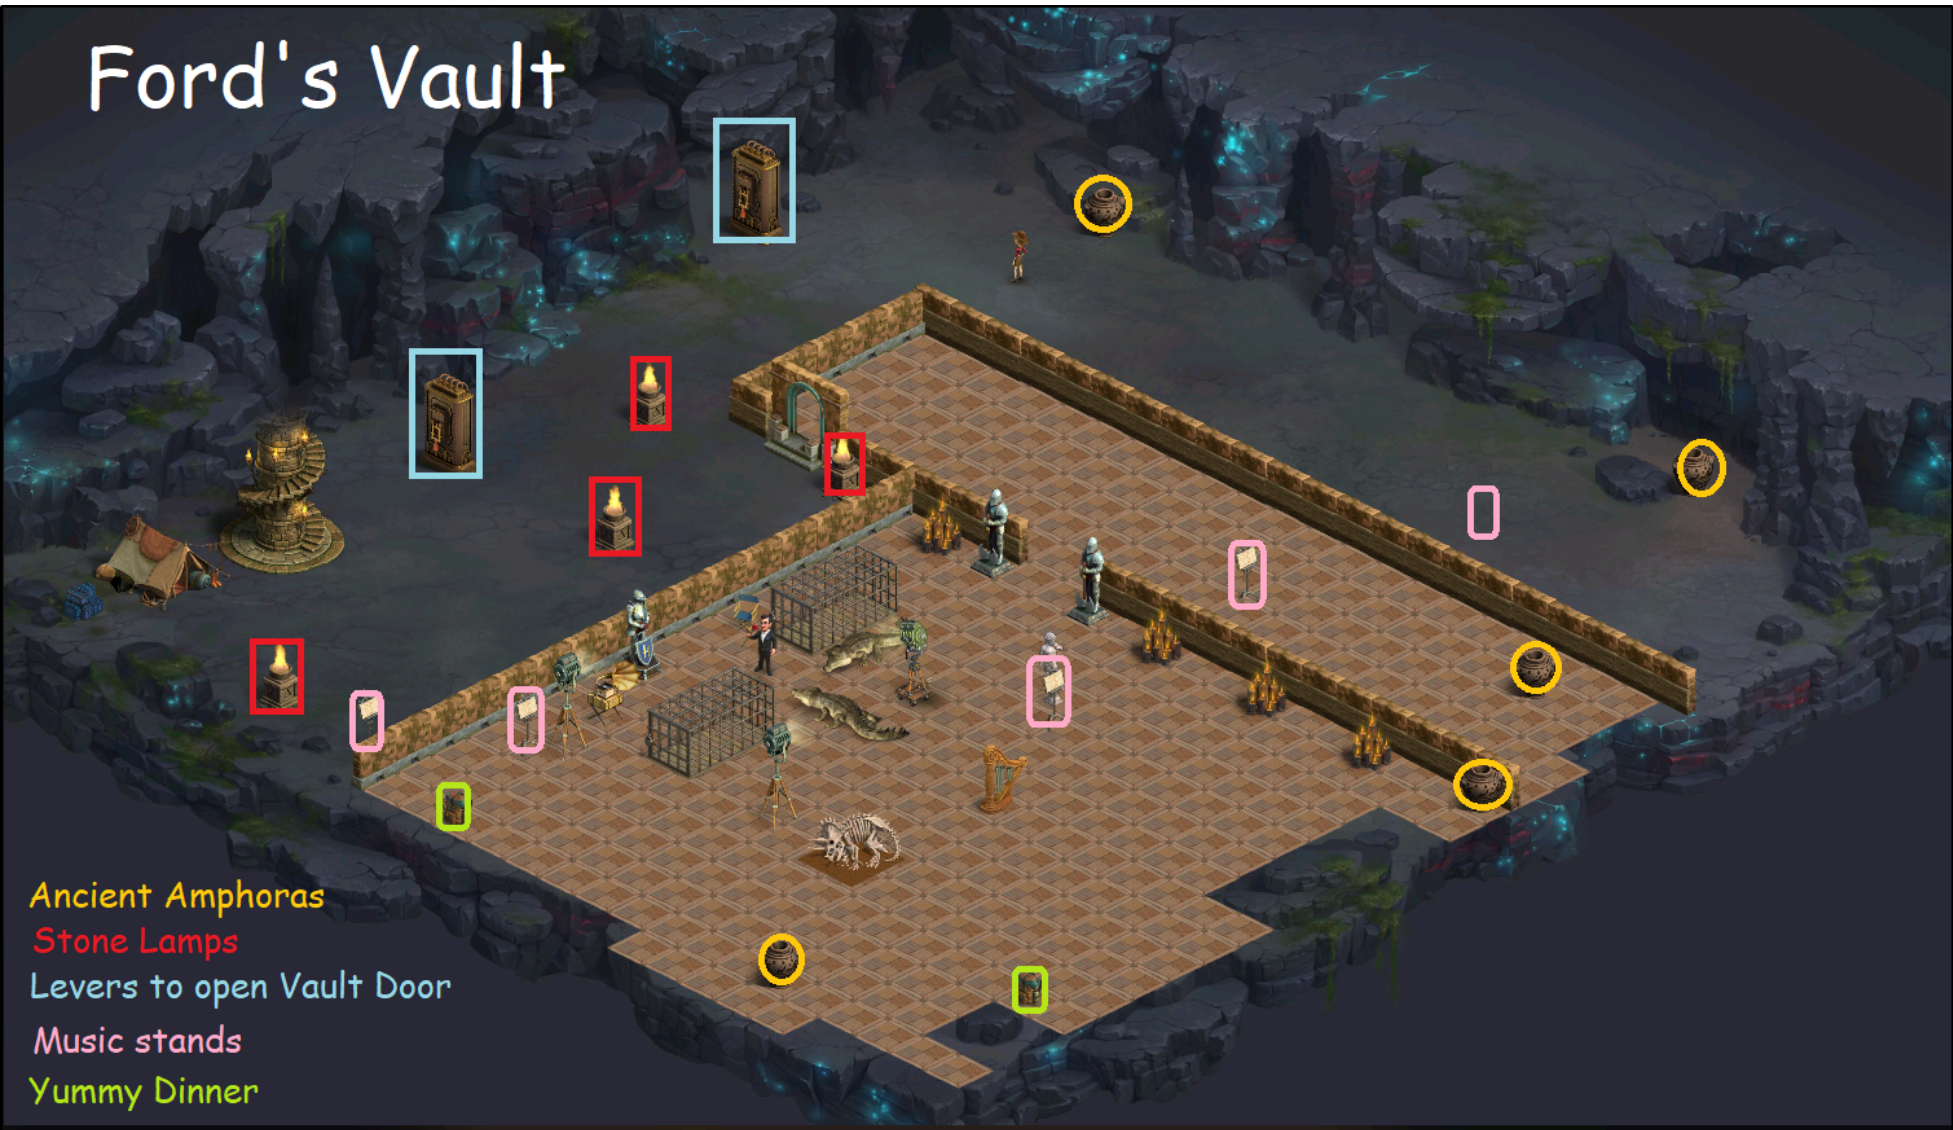 Ford's Vault
Ancient Amphoras
Stone Lamps
Levers to open Vault Door
Music stands
Yummy Dinner